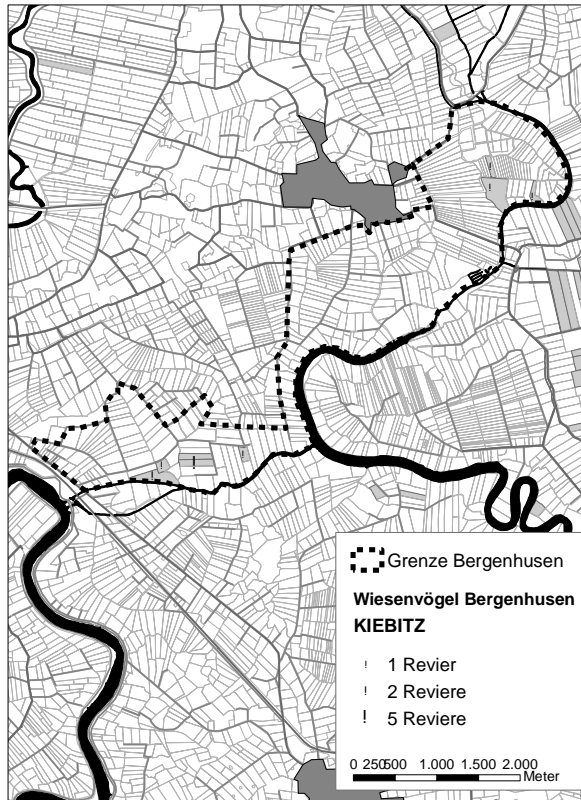 Grenze Bergenhusen
Wiesenvögel Bergenhusen
KIEBITZ
! 1 Revier
! 2 Reviere
! 5 Reviere
0 250500 1.000 1.500 2.000
Meter